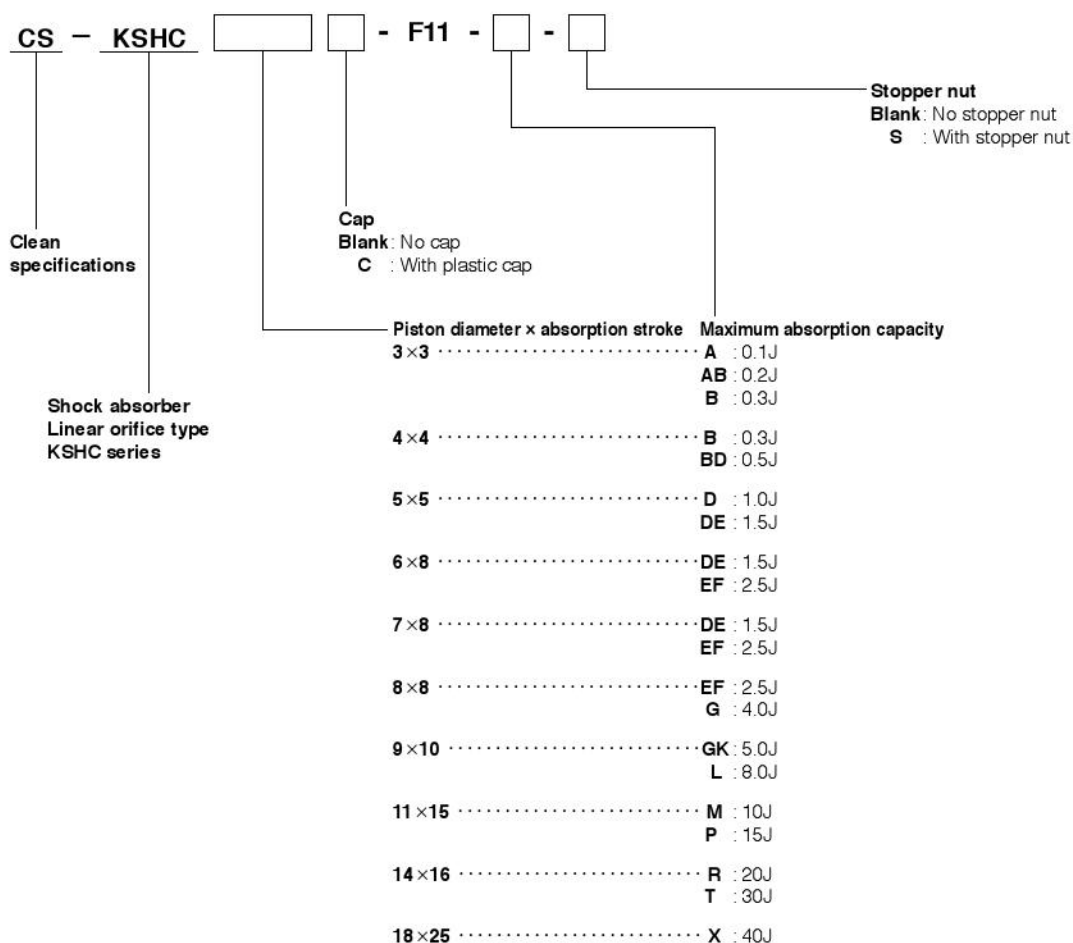 CS - KSHC - F11 - -
Stopper nut
Blank: No stopper nut
S : With stopper nut
Cap
Blank: No cap
C : With plastic cap
Clean
specifications
Piston diameter × absorption stroke Maximum absorption capacity
3×3 ···························· A : 0.1J
AB : 0.2J
B : 0.3J
Shock absorber
Linear orifice type
KSHC series
4×4 ···························· B : 0.3J
BD : 0.5J
5×5 ···························· D : 1.0J
DE : 1.5J
6×8 ···························· DE : 1.5J
EF : 2.5J
7×8 ···························· DE : 1.5J
EF : 2.5J
8×8 ···························· EF : 2.5J
G : 4.0J
9×10 ··························· GK : 5.0J
L : 8.0J
11×15 ·························· M : 10J
P : 15J
14×16 ·························· R : 20J
T : 30J
18×25 ·························· X : 40J